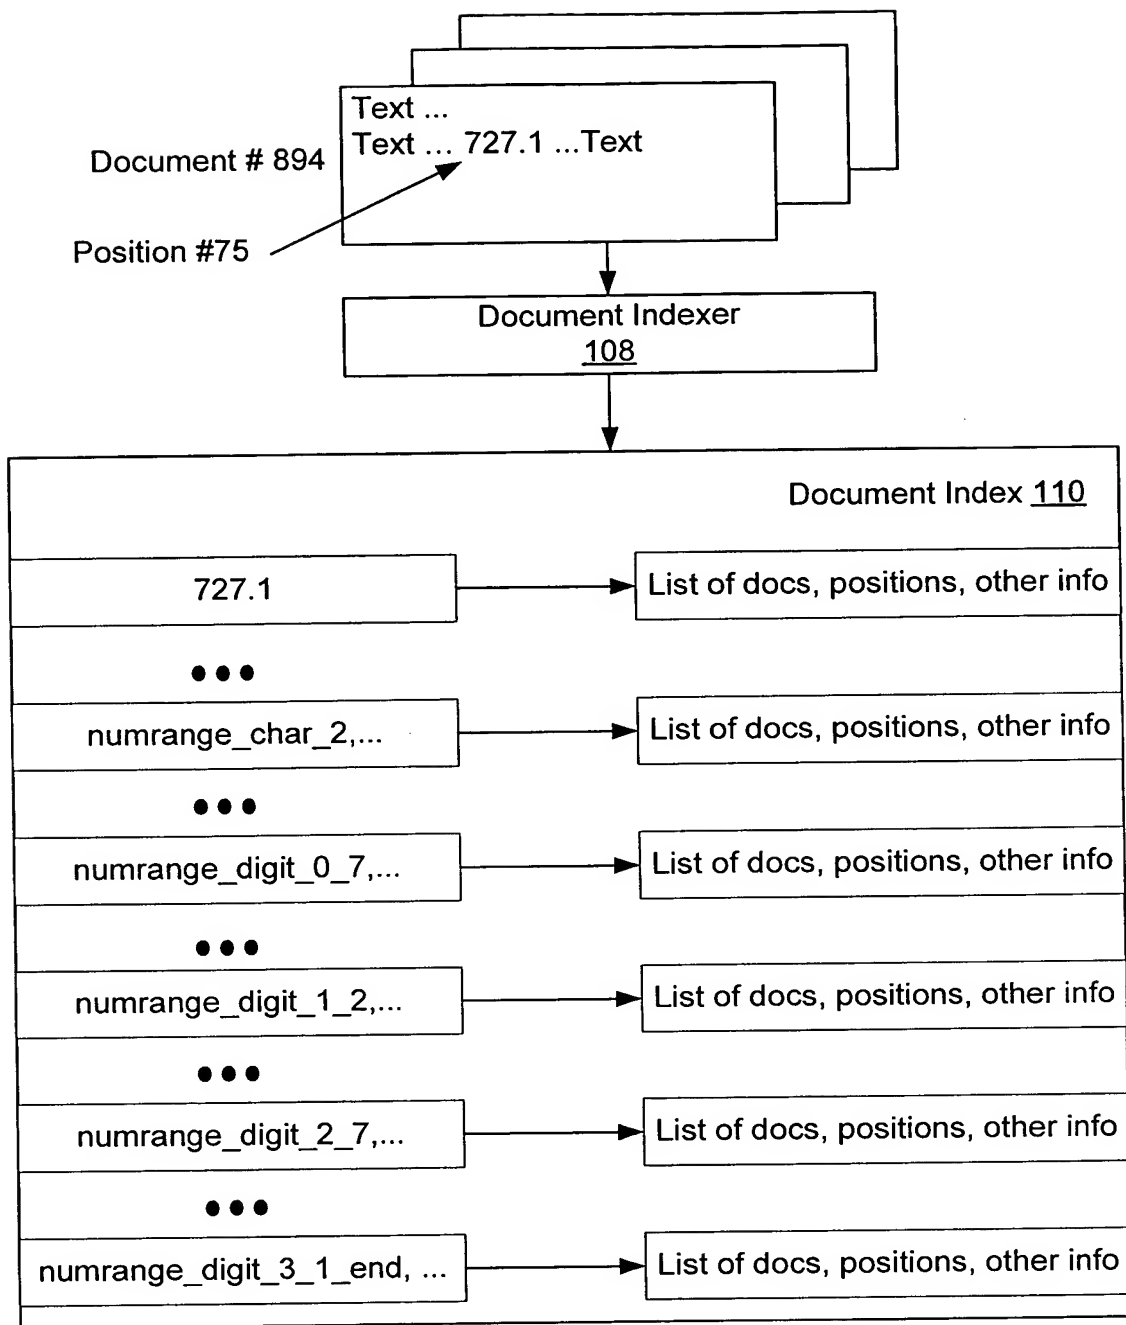 Text ...
Text ... 727.1 ...Text
Document # 894
Position #75
Document Indexer
108
Document Index 110
727.1
List of docs, positions, other info
numrange_char_2,...
List of docs, positions, other info
numrange_digit_0_7,...
List of docs, positions, other info
numrange_digit_1_2,...
List of docs, positions, other info
numrange_digit_2_7,...
List of docs, positions, other info
numrange_digit_3_1_end, ...
List of docs, positions, other info